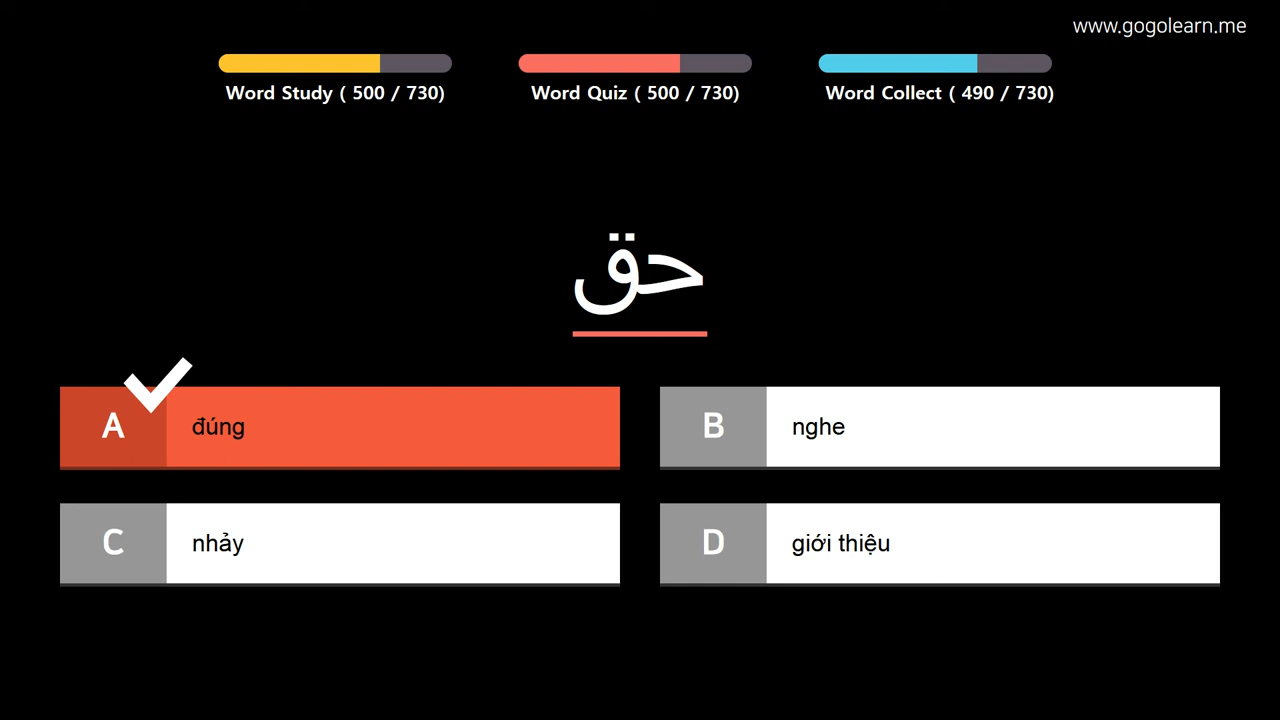 www.gogolearn.me
Word Study ( 500 / 730)
Word Quiz ( 500 / 730)
Word Collect ( 490 / 730)
حق
A đúng
B nghe
C nhảy
D giới thiệu